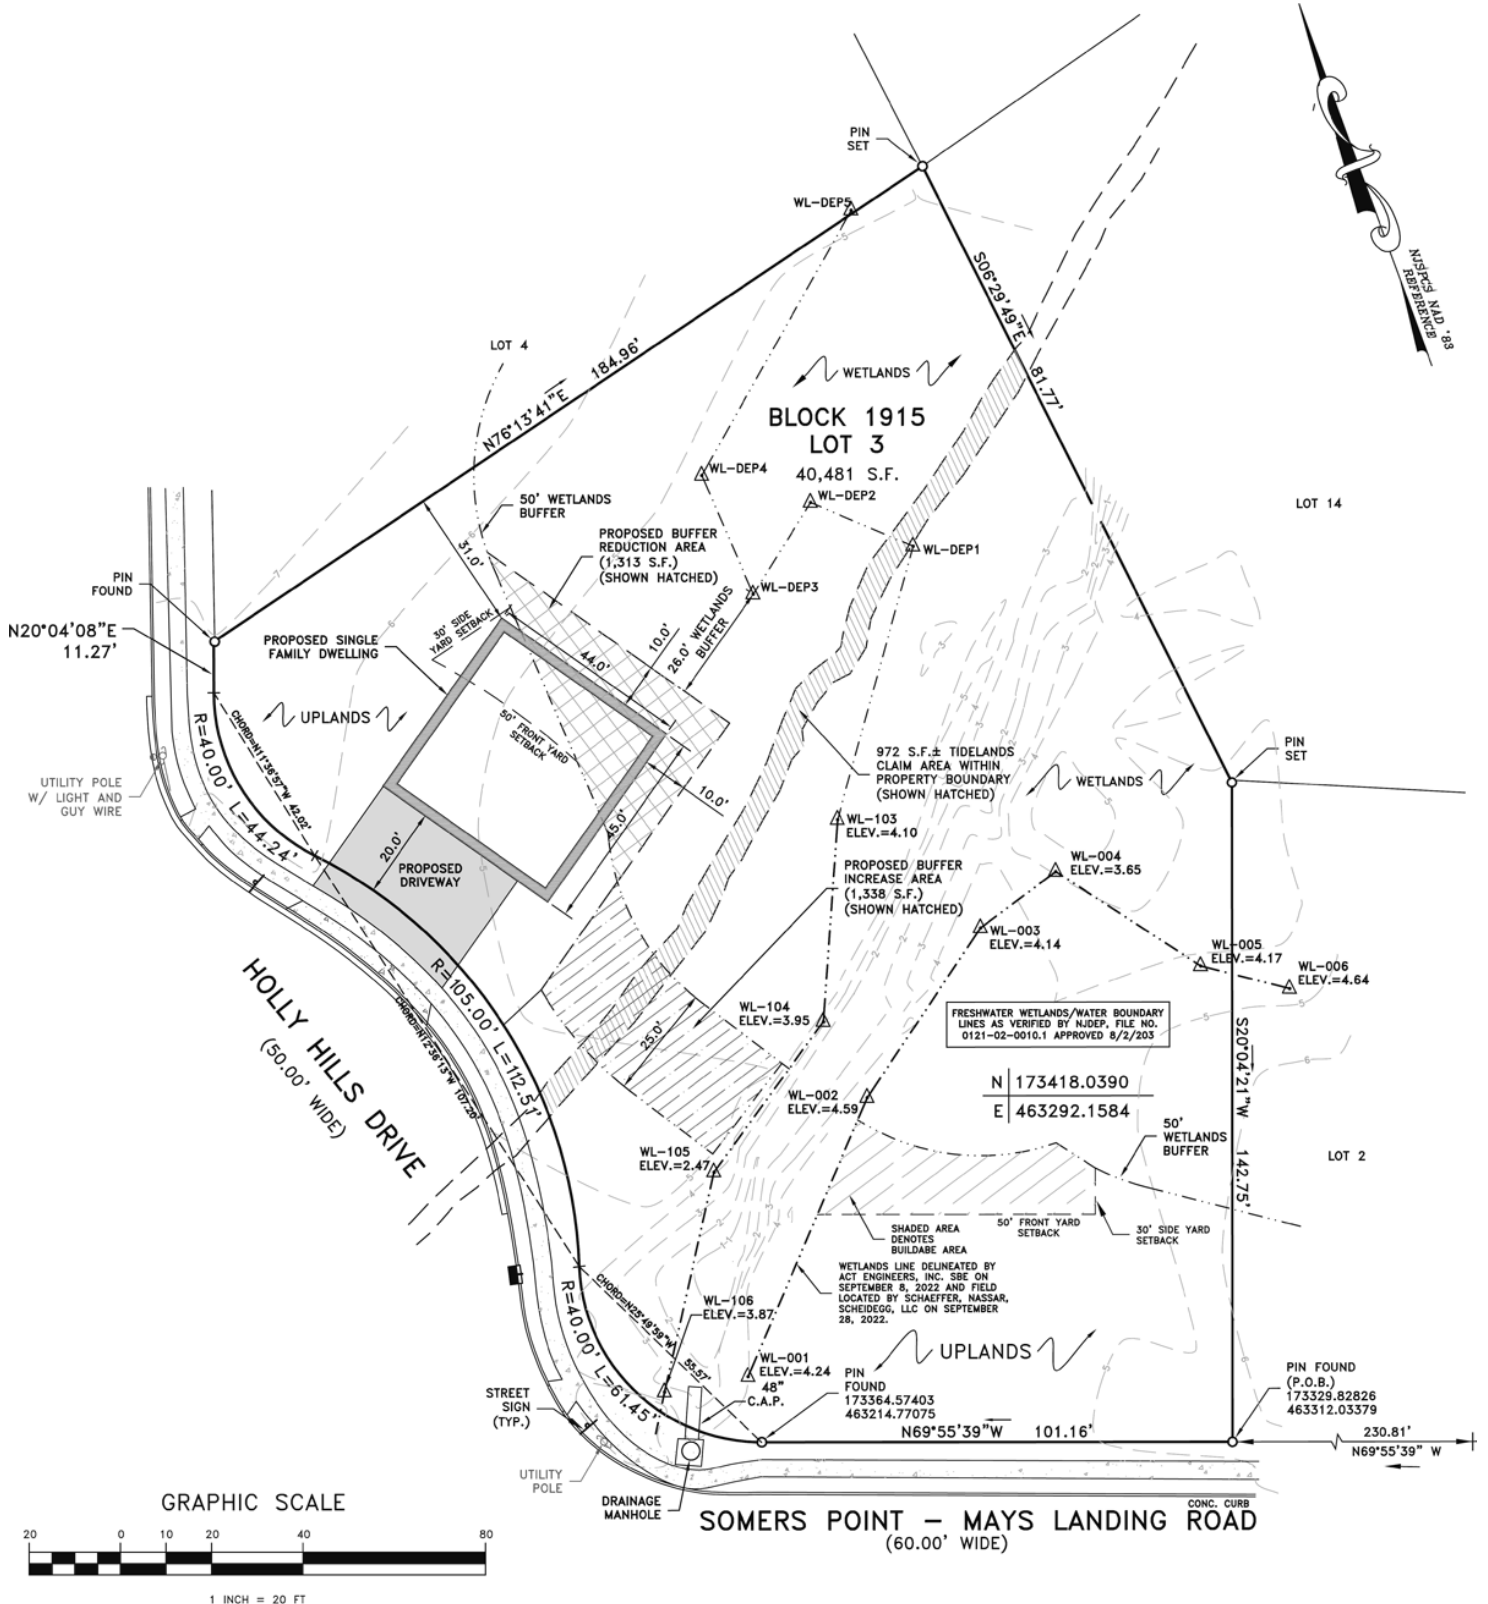 PIN
SET
NJSPCS NAD '83
REFERENCE
WL-DEP5
5
S06°29'49"E
81.77'
LOT 4
N76°13'41"E
184.96'
WETLANDS
BLOCK 1915
LOT 3
40,481 S.F.
WL-DEP4
WL-DEP2
LOT 14
50' WETLANDS
BUFFER
WL-DEP1
PROPOSED BUFFER
REDUCTION AREA
(1,313 S.F.)
(SHOWN HATCHED)
31.0'
WL-DEP3
PIN
FOUND
N20°04'08"E
11.27'
30' SIDE
YARD SETBACK
10.0'
26.0' WETLANDS
BUFFER
PROPOSED SINGLE
FAMILY DWELLING
44.0'
UPLANDS
50' FRONT YARD
SETBACK
CHORD=N11°36'57"W 42.02'
R=40.00' L=44.24'
UTILITY POLE
W/ LIGHT AND
GUY WIRE
972 S.F.± TIDELANDS
CLAIM AREA WITHIN
PROPERTY BOUNDARY
(SHOWN HATCHED)
WETLANDS
PIN
SET
10.0'
45.0'
20.0'
PROPOSED
DRIVEWAY
WL-103
ELEV.=4.10
PROPOSED BUFFER
INCREASE AREA
(1,338 S.F.)
(SHOWN HATCHED)
WL-004
ELEV.=3.65
WL-003
ELEV.=4.14
WL-005
ELEV.=4.17
WL-006
ELEV.=4.64
HOLLY HILLS DRIVE
(50.00' WIDE)
CHORD=N12°36'13"W 107.20'
R=105.00' L=112.51'
25.0'
WL-104
ELEV.=3.95
FRESHWATER WETLANDS/WATER BOUNDARY
LINES AS VERIFIED BY NJDEP, FILE NO.
0121-02-0010.1 APPROVED 8/2/203
N 173418.0390
E 463292.1584
S20°04'21"W
142.75'
WL-002
ELEV.=4.59
50'
WETLANDS
BUFFER
LOT 2
WL-105
ELEV.=2.47
SHADED AREA
DENOTES
BUILDABE AREA
50' FRONT YARD
SETBACK
30' SIDE YARD
SETBACK
WETLANDS LINE DELINEATED BY
ACT ENGINEERS, INC. SBE ON
SEPTEMBER 8, 2022 AND FIELD
LOCATED BY SCHAEFFER, NASSAR,
SCHEIDEGG, LLC ON SEPTEMBER
28, 2022.
CHORD=N25°49'59"W
55.57'
R=40.00' L=61.45'
WL-106
ELEV.=3.87
UPLANDS
WL-001
ELEV.=4.24
48"
C.A.P.
PIN
FOUND
173364.57403
463214.77075
PIN FOUND
(P.O.B.)
173329.82826
463312.03379
STREET
SIGN
(TYP.)
N69°55'39"W
101.16'
230.81'
N69°55'39" W
UTILITY
POLE
DRAINAGE
MANHOLE
CONC. CURB
SOMERS POINT – MAYS LANDING ROAD
(60.00' WIDE)
GRAPHIC SCALE
20 0 10 20 40 80
1 INCH = 20 FT